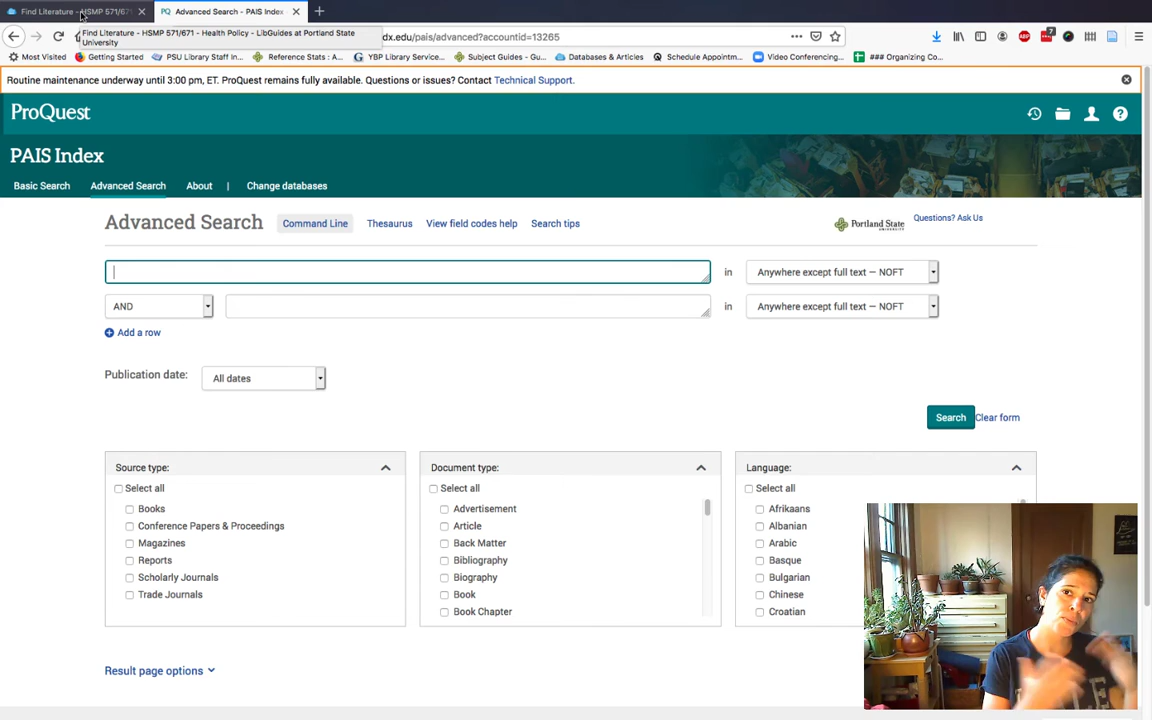 Find Literature - HSMP 571/671
Advanced Search - PAIS Index
Find Literature - HSMP 571/671 - Health Policy - LibGuides at Portland State
University
dx.edu/pais/advanced?accountid=13265
Most Visited Getting Started PSU Library Staff In... Reference Stats : A... YBP Library Service... Subject Guides - Gu... Databases & Articles Schedule Appointm... Video Conferencing... ### Organizing Co...
Routine maintenance underway until 3:00 pm, ET. ProQuest remains fully available. Questions or issues? Contact Technical Support.
ProQuest
PAIS Index
Basic Search Advanced Search About | Change databases
Advanced Search Command Line Thesaurus View field codes help Search tips
Portland State
UNIVERSITY
Questions? Ask Us
in Anywhere except full text — NOFT
AND in Anywhere except full text — NOFT
Add a row
Publication date: All dates
Search Clear form
Source type:
Select all
Books
Conference Papers & Proceedings
Magazines
Reports
Scholarly Journals
Trade Journals
Document type:
Select all
Advertisement
Article
Back Matter
Bibliography
Biography
Book
Book Chapter
Language:
Select all
Afrikaans
Albanian
Arabic
Basque
Bulgarian
Chinese
Croatian
Result page options